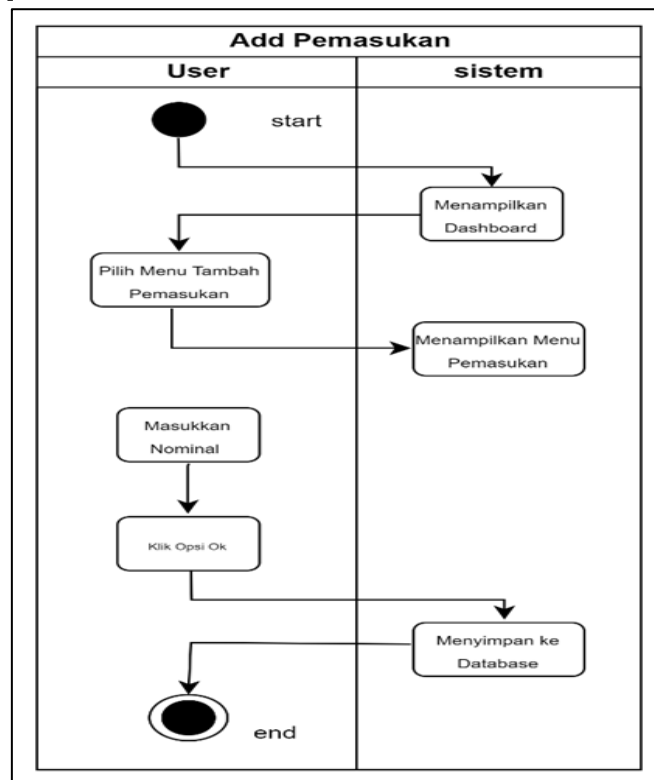 Add Pemasukan
User
sistem
start
Menampilkan
Dashboard
Pilih Menu Tambah
Pemasukan
Menampilkan Menu
Pemasukan
Masukkan
Nominal
Klik Opsi Ok
Menyimpan ke
Database
end